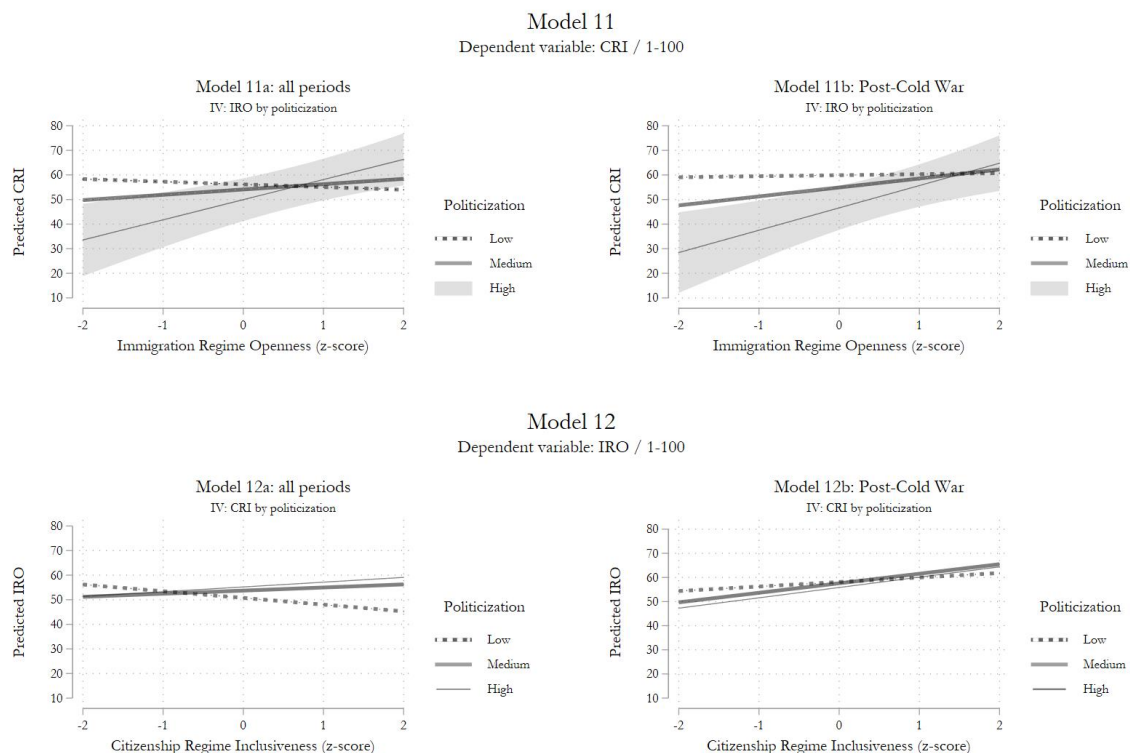 Model 11
Dependent variable: CRI / 1-100
Model 11a: all periods
IV: IRO by politicization
Predicted CRI
80
70
60
50
40
30
20
10
-2 -1 0 1 2
Immigration Regime Openness (z-score)
Politicization
Low
Medium
High
Model 11b: Post-Cold War
IV: IRO by politicization
Predicted CRI
80
70
60
50
40
30
20
10
-2 -1 0 1 2
Immigration Regime Openness (z-score)
Politicization
Low
Medium
High
Model 12
Dependent variable: IRO / 1-100
Model 12a: all periods
IV: CRI by politicization
Predicted IRO
80
70
60
50
40
30
20
10
-2 -1 0 1 2
Citizenship Regime Inclusiveness (z-score)
Politicization
Low
Medium
High
Model 12b: Post-Cold War
IV: CRI by politicization
Predicted IRO
80
70
60
50
40
30
20
10
-2 -1 0 1 2
Citizenship Regime Inclusiveness (z-score)
Politicization
Low
Medium
High